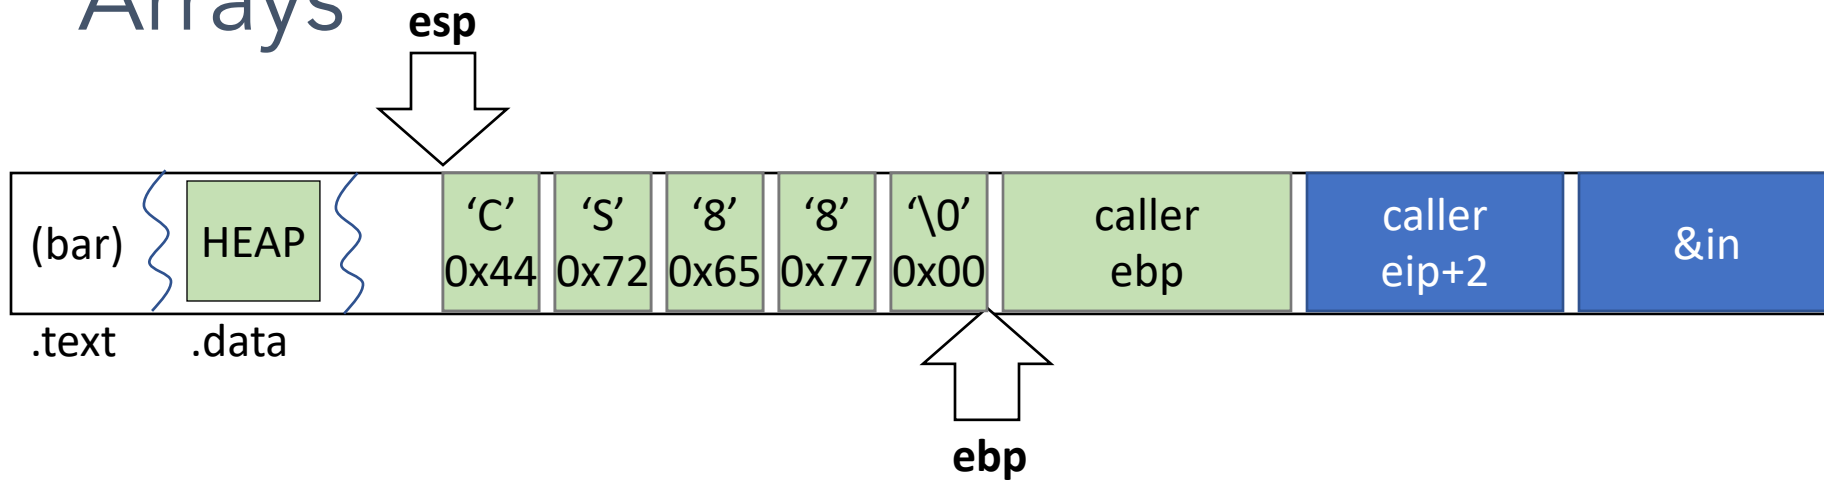 Arrays
esp
(bar)
HEAP
‘C’
0x44
‘S’
0x72
‘8’
0x65
‘8’
0x77
‘\0’
0x00
caller
ebp
caller
eip+2
&in
.text
.data
ebp